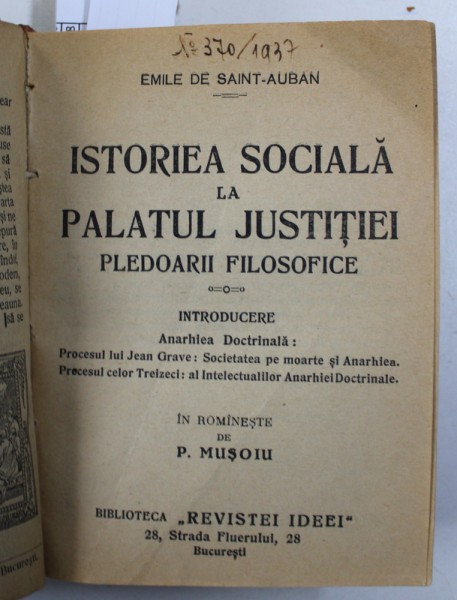 No 370/1937
EMILE DE SAINT-AUBAN
ISTORIEA SOCIALĂ
LA
PALATUL JUSTIȚIEI
PLEDOARII FILOSOFICE
INTRODUCERE
Anarhiea Doctrinală :
Procesul lui Jean Grave : Societatea pe moarte și Anarhiea.
Procesul celor Treizeci : al Intelectualilor Anarhiei Doctrinale.
ÎN ROMÎNEȘTE
DE
P. MUȘOIU
BIBLIOTECA „REVISTEI IDEEI"
28, Strada Fluerului, 28
București
București.